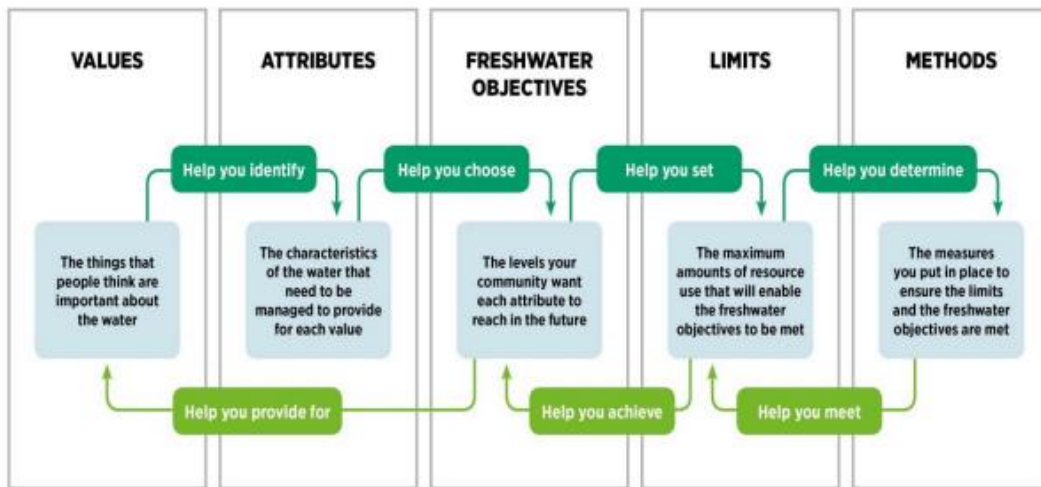 VALUES
ATTRIBUTES
FRESHWATER
OBJECTIVES
LIMITS
METHODS
Help you identify
Help you choose
Help you set
Help you determine
The things that
people think are
important about
the water
The characteristics
of the water that
need to be
managed to provide
for each value
The levels your
community want
each attribute to
reach in the future
The maximum
amounts of resource
use that will enable
the freshwater
objectives to be met
The measures
you put in place to
ensure the limits
and the freshwater
objectives are met
Help you provide for
Help you achieve
Help you meet